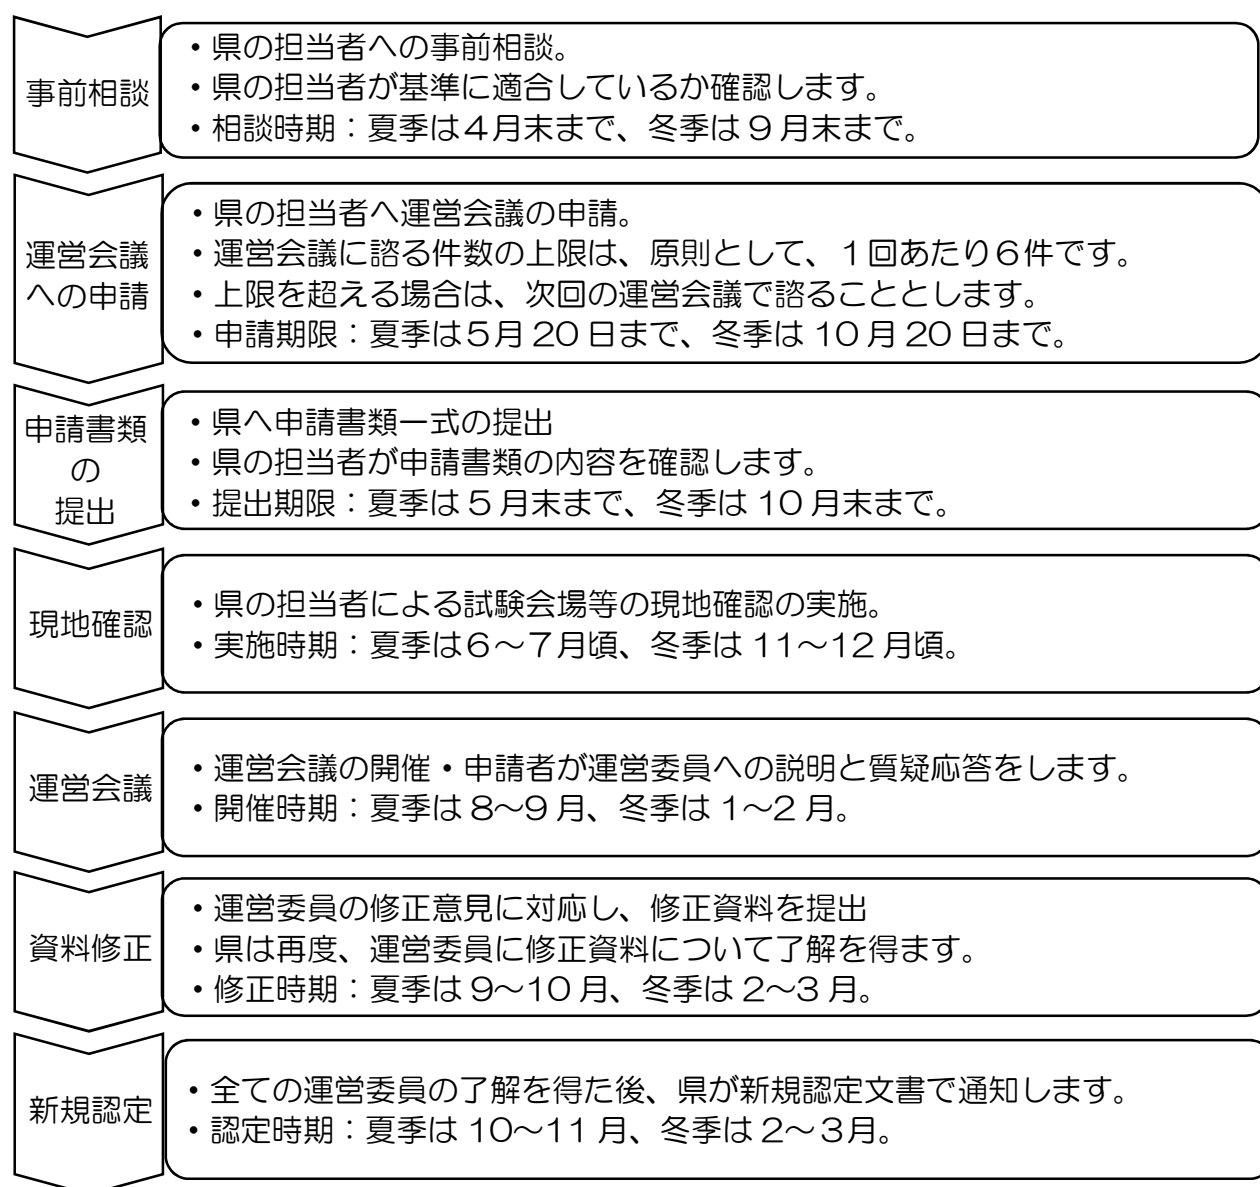 事前相談
・県の担当者への事前相談。
・県の担当者が基準に適合しているか確認します。
・相談時期：夏季は４月末まで、冬季は 9 月末まで。
運営会議
への申請
・県の担当者へ運営会議の申請。
・運営会議に諮る件数の上限は、原則として、１回あたり６件です。
・上限を超える場合は、次回の運営会議で諮ることとします。
・申請期限：夏季は５月 20 日まで、冬季は 10 月 20 日まで。
申請書類
の
提出
・県へ申請書類一式の提出
・県の担当者が申請書類の内容を確認します。
・提出期限：夏季は 5 月末まで、冬季は 10 月末まで。
現地確認
・県の担当者による試験会場等の現地確認の実施。
・実施時期：夏季は６～７月頃、冬季は 11～12 月頃。
運営会議
・運営会議の開催・申請者が運営委員への説明と質疑応答をします。
・開催時期：夏季は 8～9 月、冬季は 1～2 月。
資料修正
・運営委員の修正意見に対応し、修正資料を提出
・県は再度、運営委員に修正資料について了解を得ます。
・修正時期：夏季は 9～10 月、冬季は 2～3 月。
新規認定
・全ての運営委員の了解を得た後、県が新規認定文書で通知します。
・認定時期：夏季は 10～11 月、冬季は 2～３月。